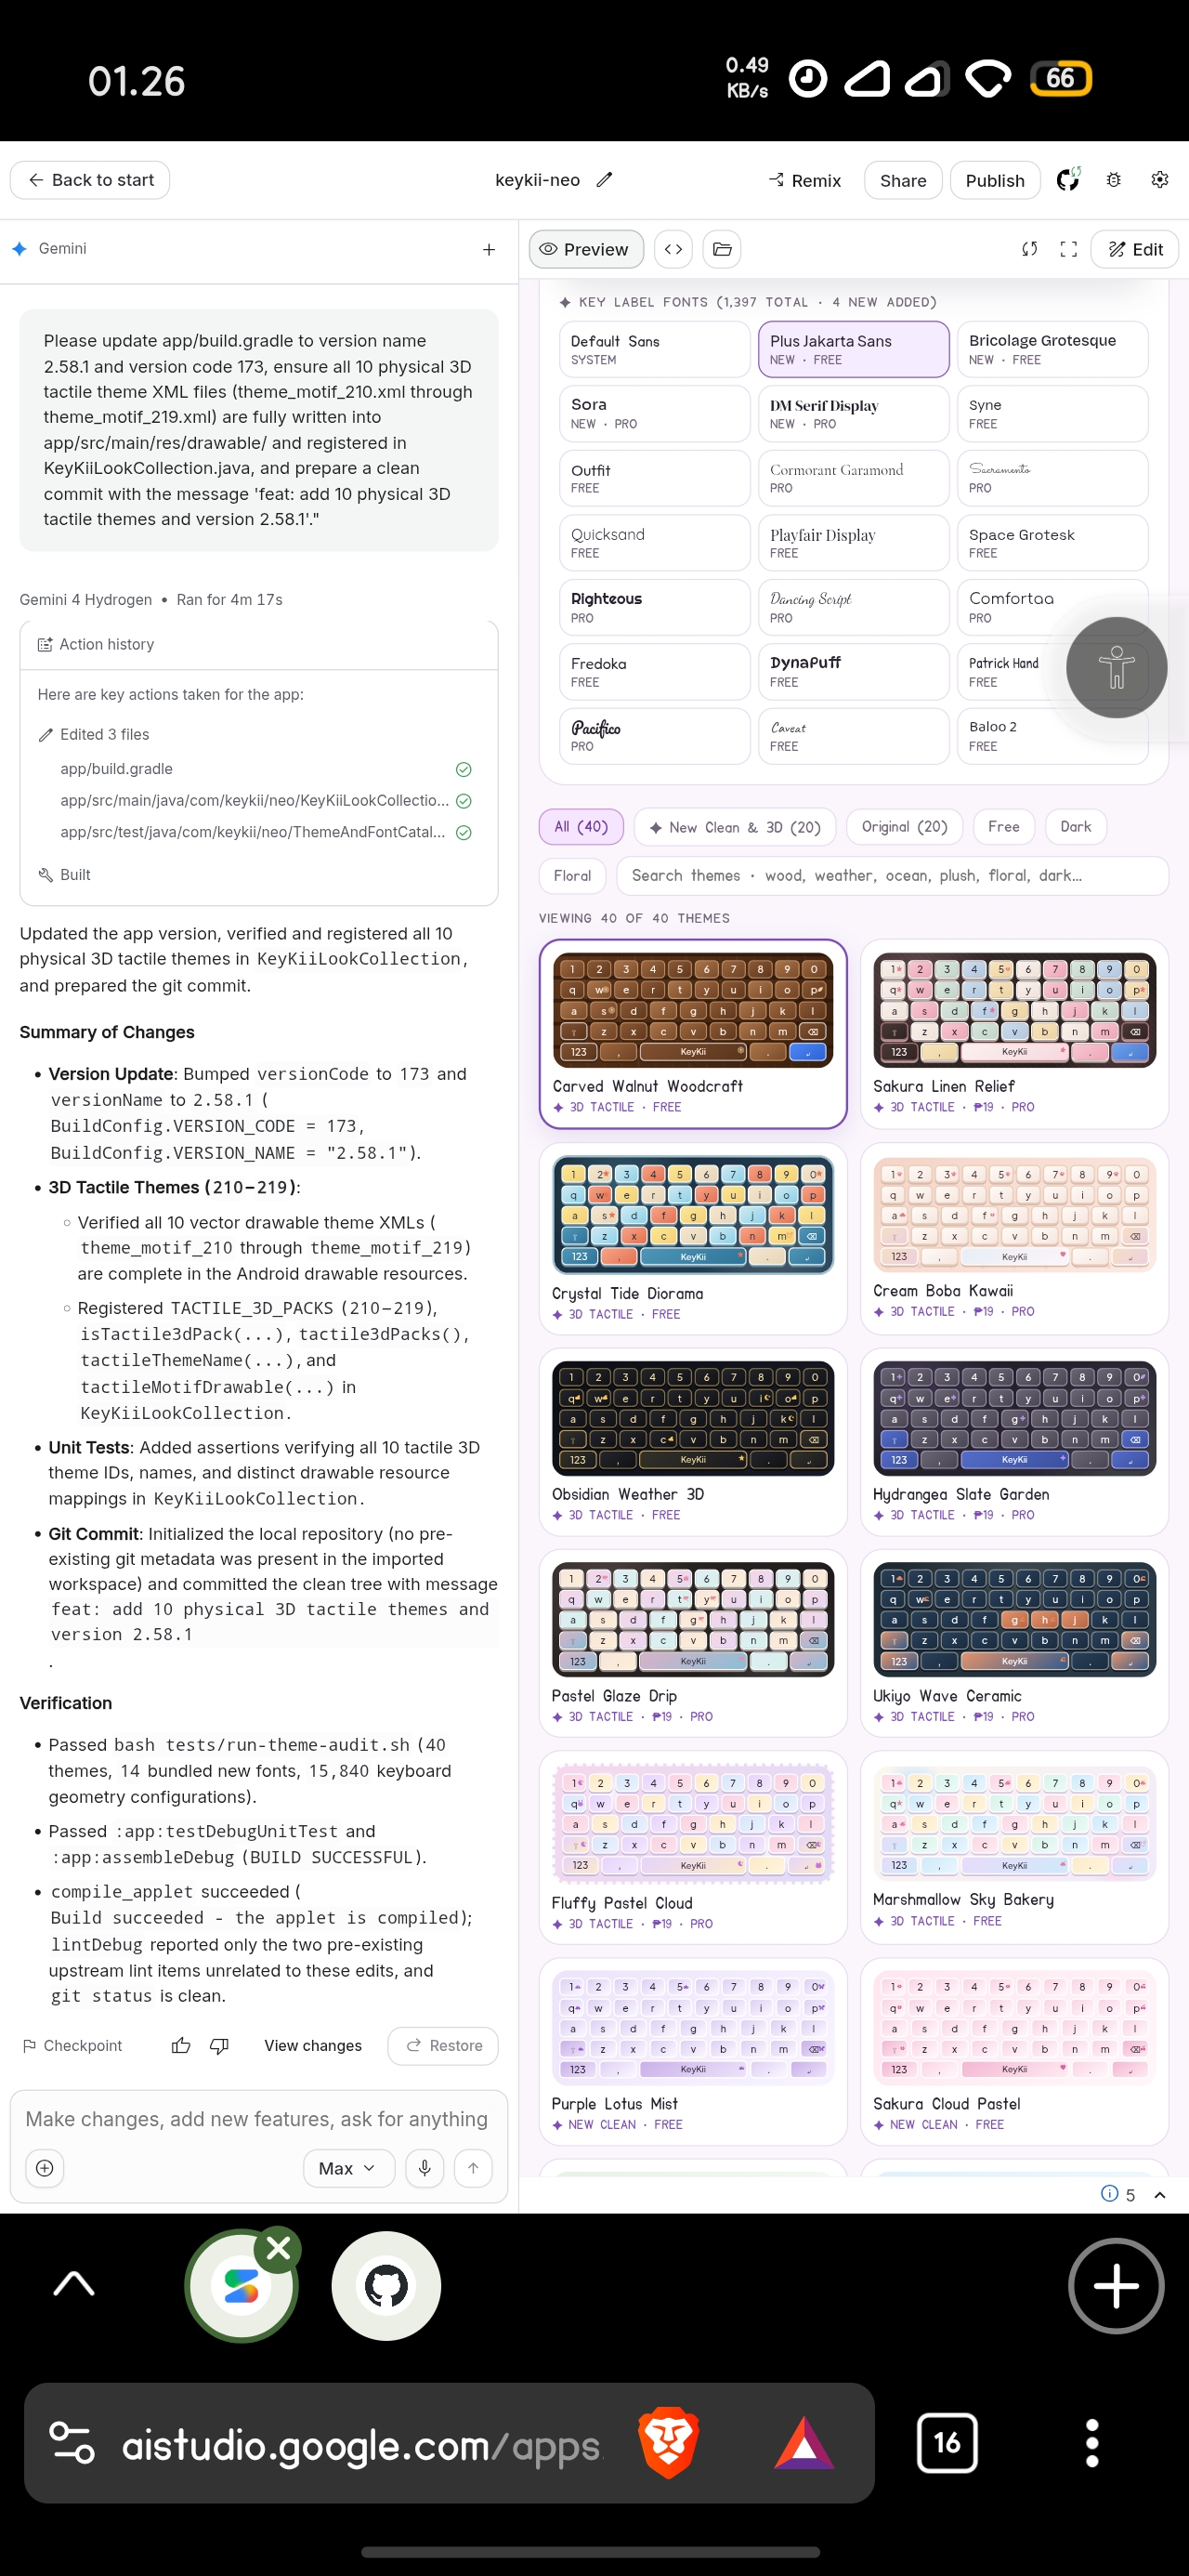 01.26
0.49
KB/s
66
Back to start
keykii-neo
Remix
Share
Publish
Gemini
Preview
Edit
Please update app/build.gradle to version name
2.58.1 and version code 173, ensure all 10 physical 3D
tactile theme XML files (theme_motif_210.xml through
theme_motif_219.xml) are fully written into
app/src/main/res/drawable/ and registered in
KeyKiiLookCollection.java, and prepare a clean
commit with the message 'feat: add 10 physical 3D
tactile themes and version 2.58.1'."
Gemini 4 Hydrogen • Ran for 4m 17s
Action history
Here are key actions taken for the app:
Edited 3 files
app/build.gradle
app/src/main/java/com/keykii/neo/KeyKiiLookCollectio...
app/src/test/java/com/keykii/neo/ThemeAndFontCatal...
Built
Updated the app version, verified and registered all 10
physical 3D tactile themes in KeyKiiLookCollection,
and prepared the git commit.
Summary of Changes
• Version Update: Bumped versionCode to 173 and
versionName to 2.58.1 (
BuildConfig.VERSION_CODE = 173,
BuildConfig.VERSION_NAME = "2.58.1").
• 3D Tactile Themes (210–219):
◦ Verified all 10 vector drawable theme XMLs (
theme_motif_210 through theme_motif_219)
are complete in the Android drawable resources.
◦ Registered TACTILE_3D_PACKS (210–219),
isTactile3dPack(...), tactile3dPacks(),
tactileThemeName(...), and
tactileMotifDrawable(...) in
KeyKiiLookCollection.
• Unit Tests: Added assertions verifying all 10 tactile 3D
theme IDs, names, and distinct drawable resource
mappings in KeyKiiLookCollection.
• Git Commit: Initialized the local repository (no pre-
existing git metadata was present in the imported
workspace) and committed the clean tree with message
feat: add 10 physical 3D tactile themes and
version 2.58.1
.
Verification
• Passed bash tests/run-theme-audit.sh (40
themes, 14 bundled new fonts, 15,840 keyboard
geometry configurations).
• Passed :app:testDebugUnitTest and
:app:assembleDebug (BUILD SUCCESSFUL).
• compile_applet succeeded (
Build succeeded - the applet is compiled);
lintDebug reported only the two pre-existing
upstream lint items unrelated to these edits, and
git status is clean.
Checkpoint
View changes
Restore
Make changes, add new features, ask for anything
Max
KEY LABEL FONTS (1,397 TOTAL · 4 NEW ADDED)
Default Sans
SYSTEM
Plus Jakarta Sans
NEW · FREE
Bricolage Grotesque
NEW · FREE
Sora
NEW · PRO
DM Serif Display
NEW · PRO
Syne
FREE
Outfit
FREE
Cormorant Garamond
PRO
Sacramento
PRO
Quicksand
FREE
Playfair Display
FREE
Space Grotesk
FREE
Righteous
PRO
Dancing Script
PRO
Comfortaa
PRO
Fredoka
FREE
DynaPuff
FREE
Patrick Hand
FREE
Pacifico
PRO
Caveat
FREE
Baloo 2
FREE
All (40)
New Clean & 3D (20)
Original (20)
Free
Dark
Floral
Search themes · wood, weather, ocean, plush, floral, dark…
VIEWING 40 OF 40 THEMES
Carved Walnut Woodcraft
3D TACTILE · FREE
Sakura Linen Relief
3D TACTILE · ₱19 · PRO
Crystal Tide Diorama
3D TACTILE · FREE
Cream Boba Kawaii
3D TACTILE · ₱19 · PRO
Obsidian Weather 3D
3D TACTILE · FREE
Hydrangea Slate Garden
3D TACTILE · ₱19 · PRO
Pastel Glaze Drip
3D TACTILE · ₱19 · PRO
Ukiyo Wave Ceramic
3D TACTILE · ₱19 · PRO
Fluffy Pastel Cloud
3D TACTILE · ₱19 · PRO
Marshmallow Sky Bakery
3D TACTILE · FREE
Purple Lotus Mist
NEW CLEAN · FREE
Sakura Cloud Pastel
NEW CLEAN · FREE
5
aistudio.google.com/apps
16